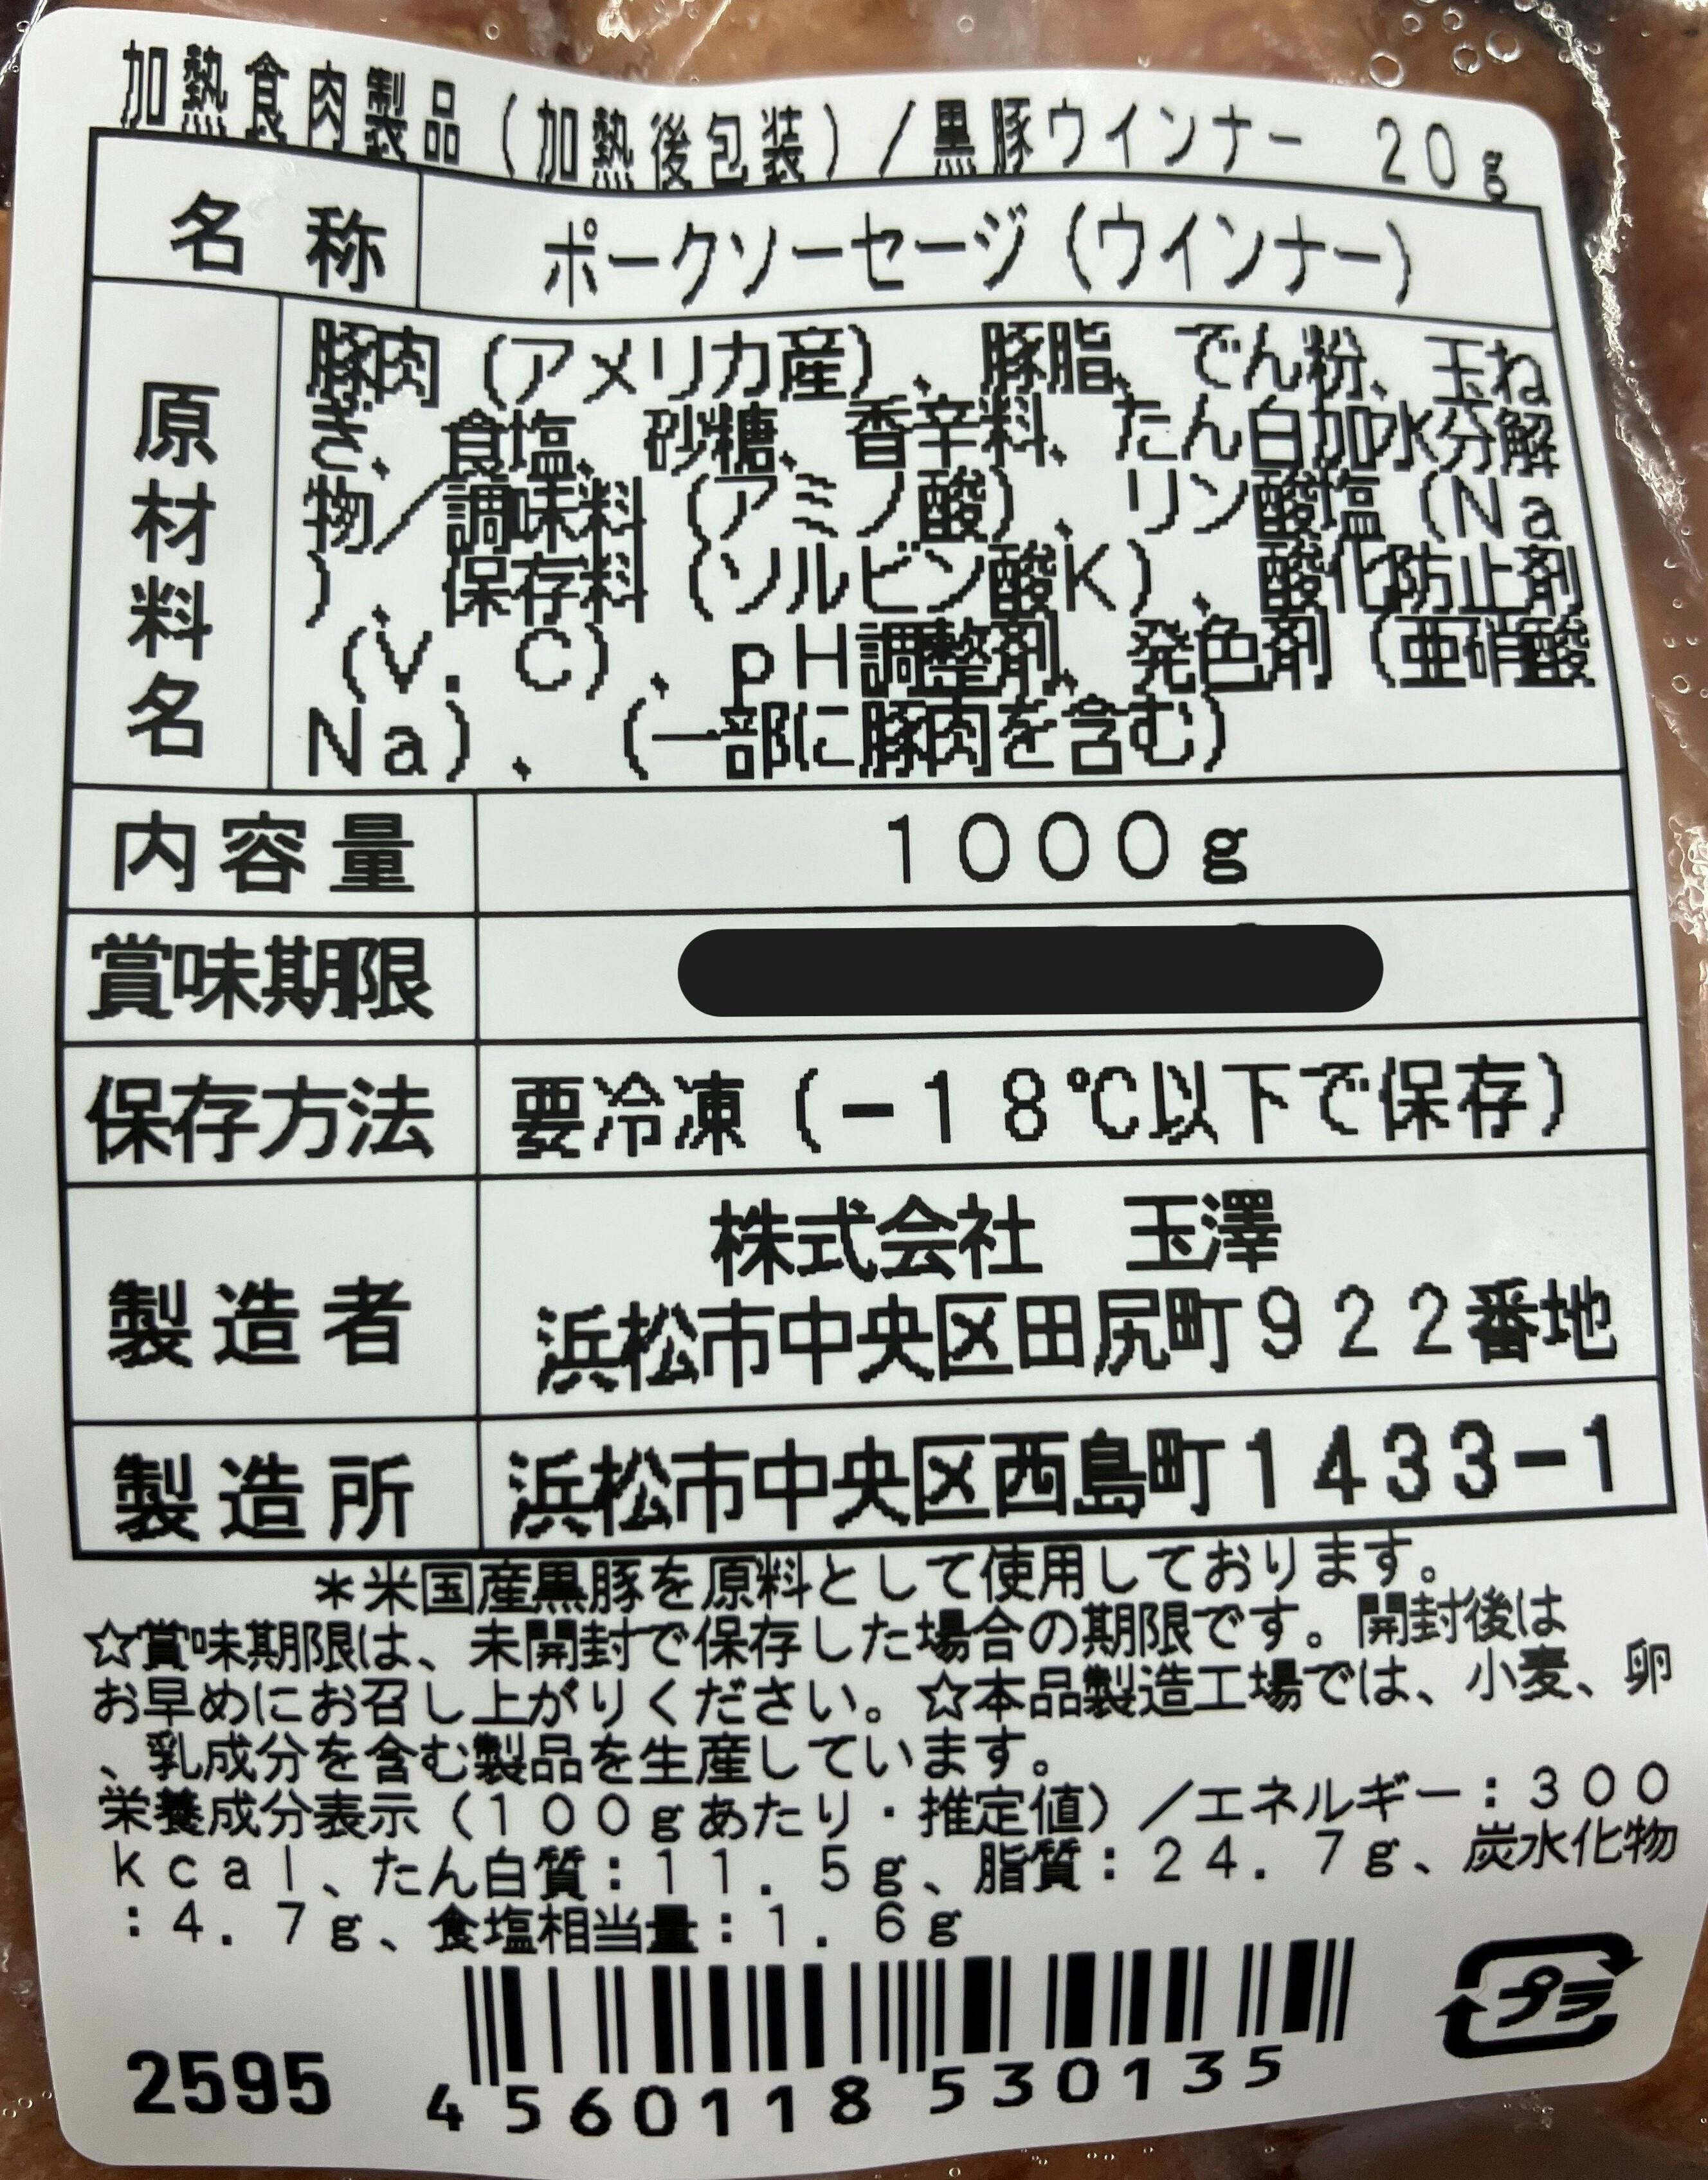 加熱食肉製品(加熱後包装)/黒豚ウインナー 20g
名称 ポークソーセージ(ウインナー)
原材料名
豚肉(アメリカ産)、豚脂、でん粉、玉ね
ぎ、食塩、砂糖、香辛料、たん白加水分解
物/調味料(アミノ酸)、リン酸塩(Na
)、保存料(ソルビン酸K)、酸化防止剤
(V.C)、pH調整剤、発色剤(亜硝酸
Na)、(一部に豚肉を含む)
内容量 1000g
賞味期限
保存方法 要冷凍(-18℃以下で保存)
製造者
株式会社 玉澤
浜松市中央区田尻町922番地
製造所 浜松市中央区西島町1433-1
*米国産黒豚を原料として使用しております。
☆賞味期限は、未開封で保存した場合の期限です。開封後は
お早めにお召し上がりください。☆本品製造工場では、小麦、卵
、乳成分を含む製品を生産しています。
栄養成分表示(100gあたり・推定値)/エネルギー:300
kcal、たん白質:11.5g、脂質:24.7g、炭水化物
:4.7g、食塩相当量:1.6g
プラ
2595
4560118530135